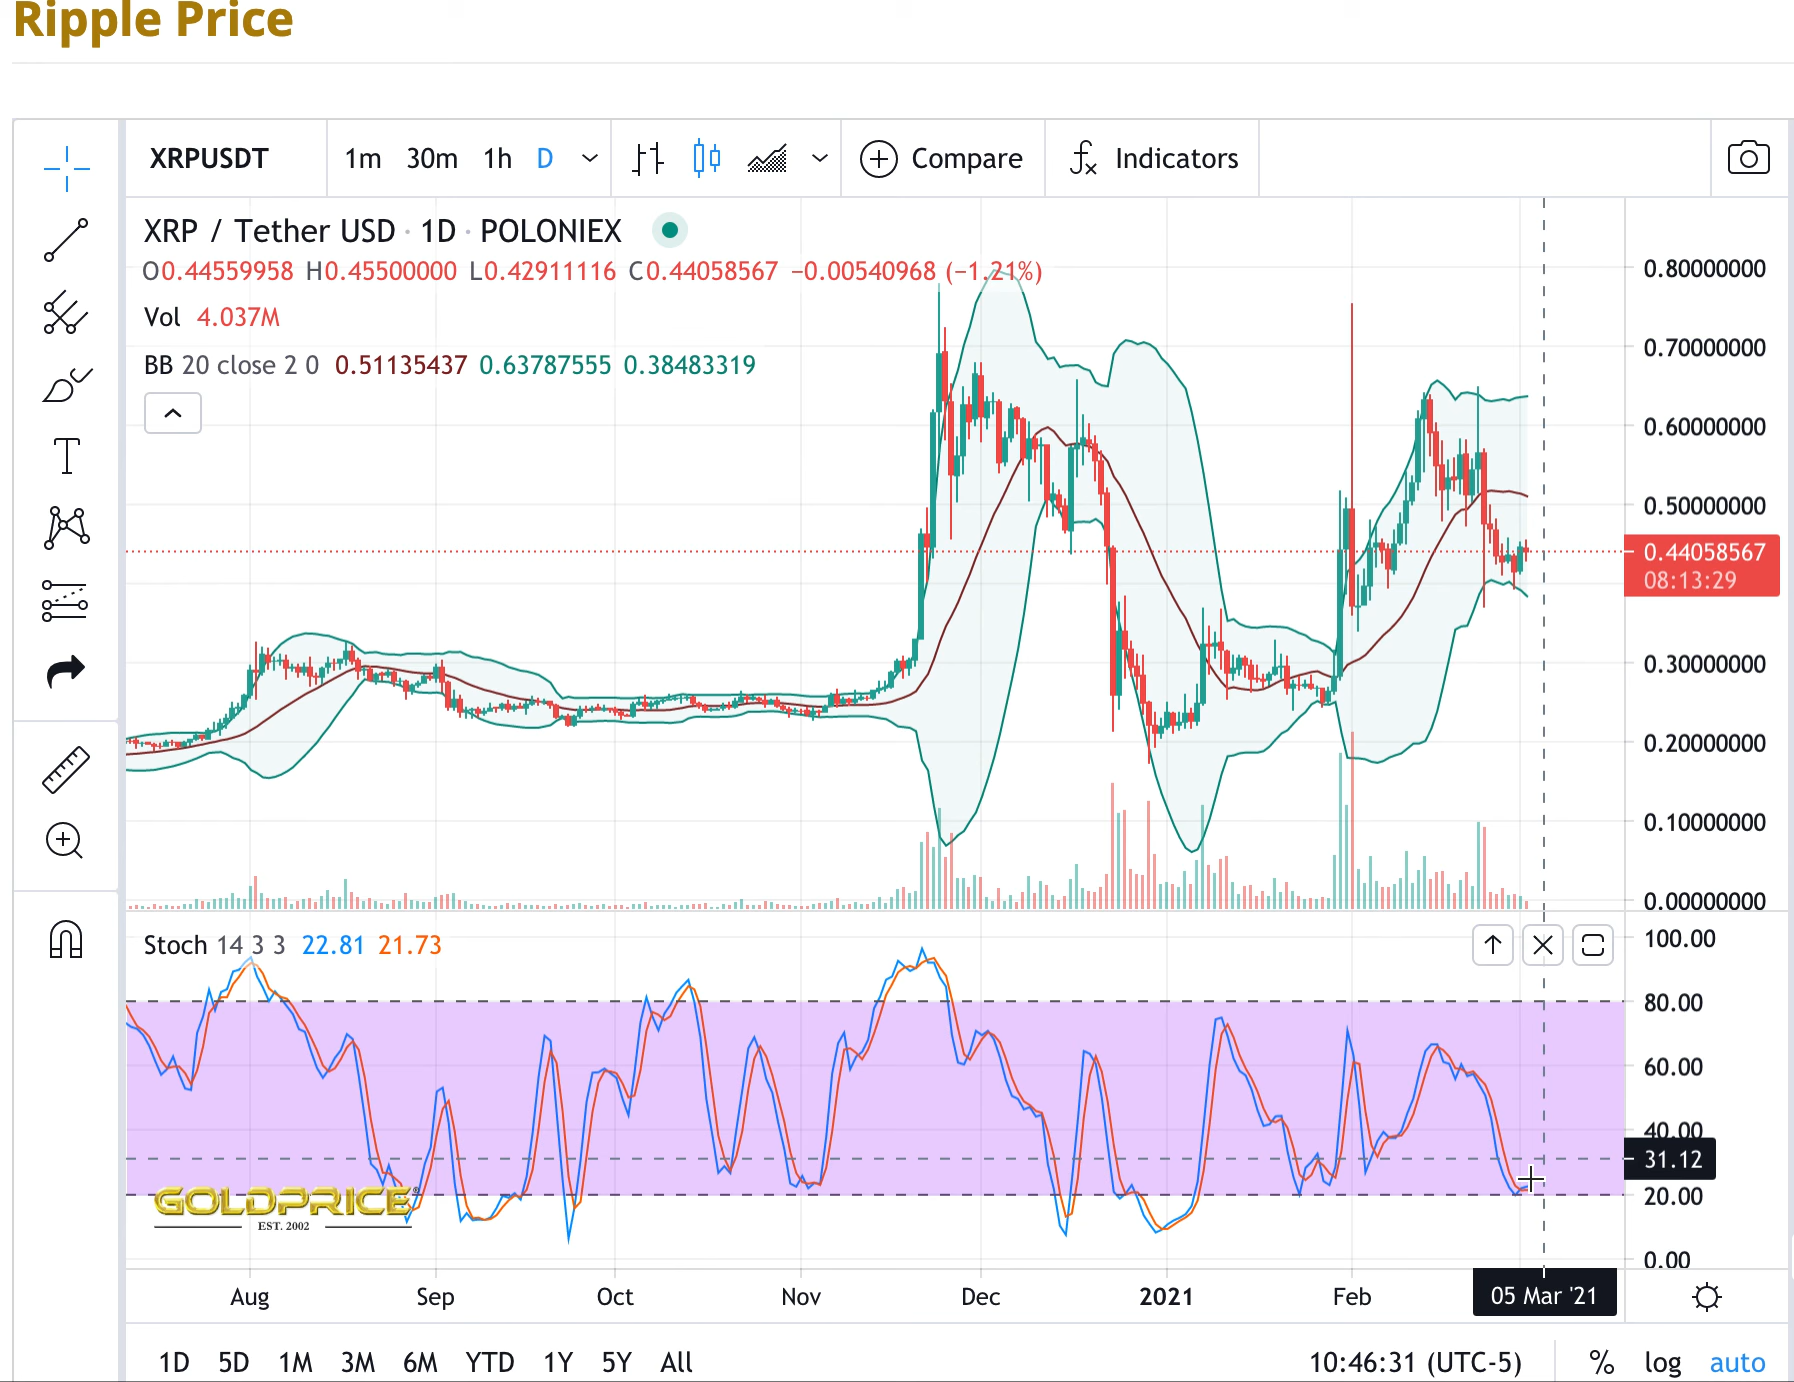 Ripple Price
XRPUSDT 1m 30m 1h D Compare Indicators
XRP / Tether USD · 1D · POLONIEX
O0.44559958 H0.45500000 L0.42911116 C0.44058567 −0.00540968 (−1.21%)
Vol 4.037M
BB 20 close 2 0 0.51135437 0.63787555 0.38483319
0.80000000
0.70000000
0.60000000
0.50000000
0.44058567
08:13:29
0.30000000
0.20000000
0.10000000
0.00000000
Stoch 14 3 3 22.81 21.73
100.00
80.00
60.00
40.00
31.12
20.00
0.00
GOLDPRICE®
EST. 2002
Aug Sep Oct Nov Dec 2021 Feb 05 Mar '21
1D 5D 1M 3M 6M YTD 1Y 5Y All 10:46:31 (UTC-5) % log auto